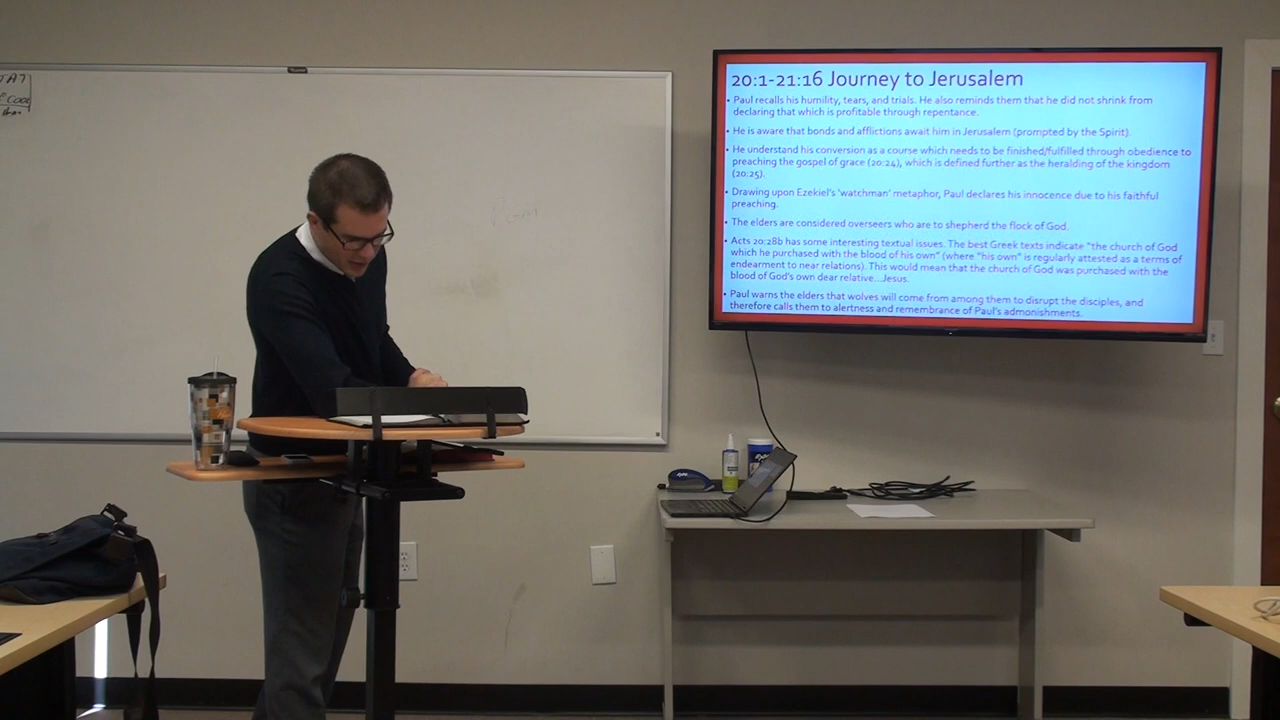 20:1-21:16 Journey to Jerusalem
• Paul recalls his humility, tears, and trials. He also reminds them that he did not shrink from
declaring that which is profitable through repentance.
• He is aware that bonds and afflictions await him in Jerusalem (prompted by the Spirit).
• He understand his conversion as a course which needs to be finished/fulfilled through obedience to
preaching the gospel of grace (20:24), which is defined further as the heralding of the kingdom
(20:25).
• Drawing upon Ezekiel's 'watchman' metaphor, Paul declares his innocence due to his faithful
preaching.
• The elders are considered overseers who are to shepherd the flock of God.
• Acts 20:28b has some interesting textual issues. The best Greek texts indicate "the church of God
which he purchased with the blood of his own" (where "his own" is regularly attested as a terms of
endearment to near relations). This would mean that the church of God was purchased with the
blood of God's own dear relative...Jesus.
• Paul warns the elders that wolves will come from among them to disrupt the disciples, and
therefore calls them to alertness and remembrance of Paul's admonishments.